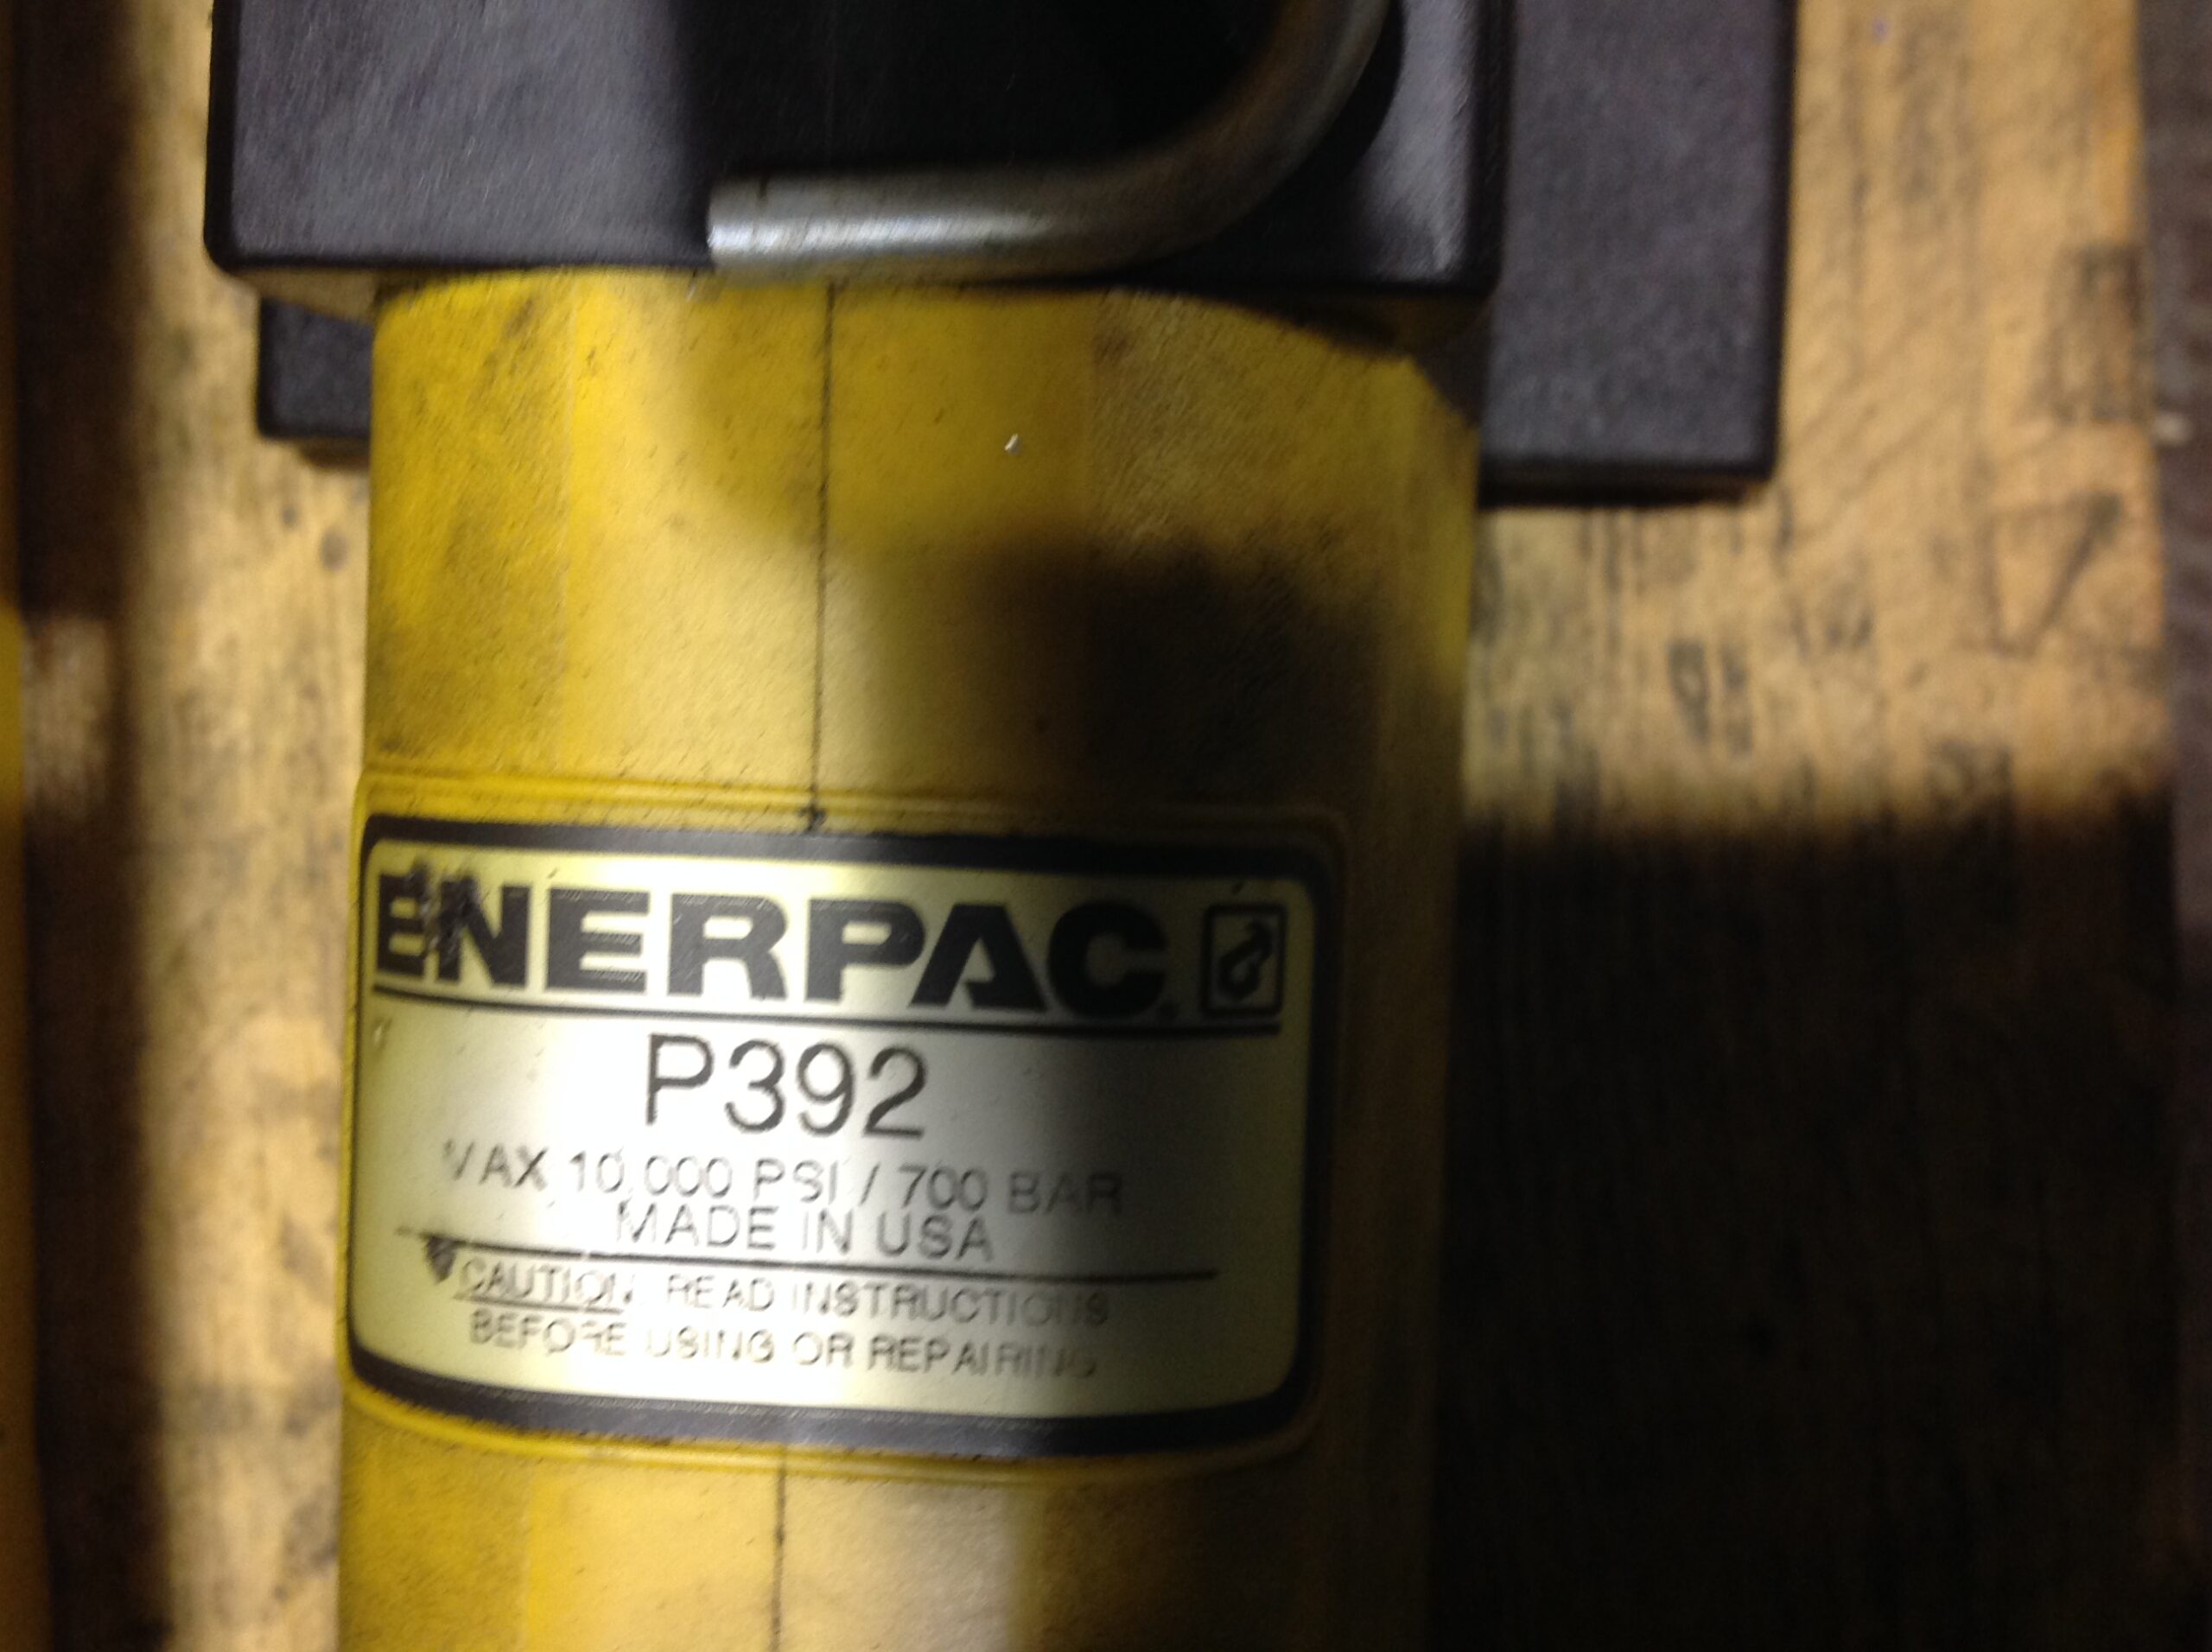 ENERPAC
P392
MAX 10,000 PSI / 700 BAR
MADE IN USA
CAUTION: READ INSTRUCTIONS
BEFORE USING OR REPAIRING